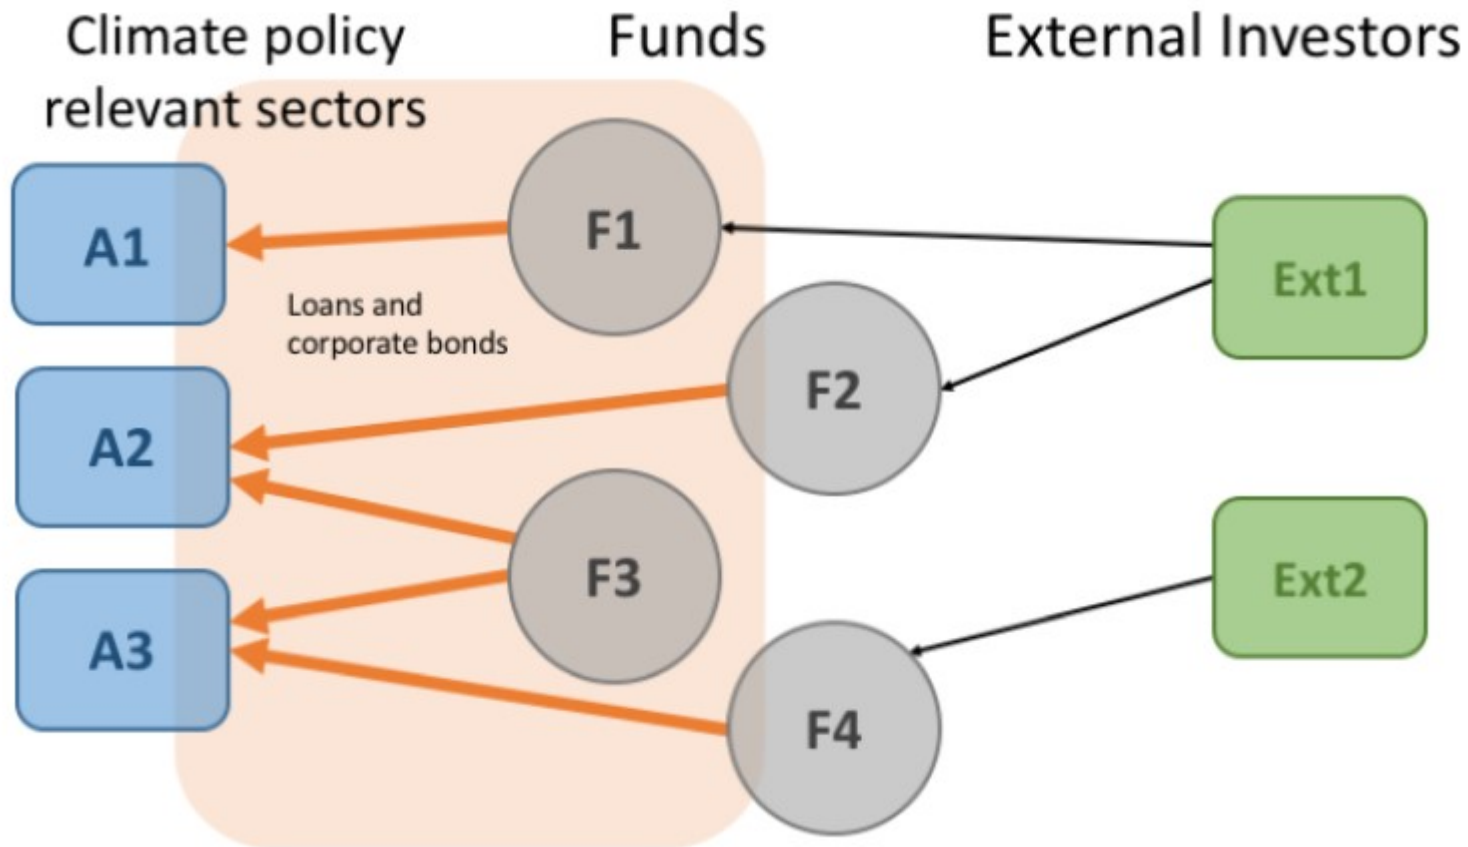 Climate policy
relevant sectors
Funds
External Investors
A1
F1
Ext1
Loans and
corporate bonds
F2
A2
F3
Ext2
A3
F4